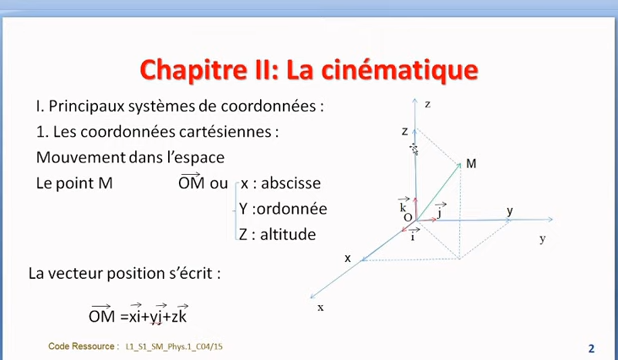 Chapitre II: La cinématique
I. Principaux systèmes de coordonnées :
1. Les coordonnées cartésiennes :
Mouvement dans l'espace
Le point M OM ou x : abscisse
Y :ordonnée
Z : altitude
La vecteur position s'écrit :
OM =xi+yj+zk
z
Z
M
k
O
j
i
y
y
x
x
Code Ressource : L1_S1_SM_Phys.1_C04/15
2